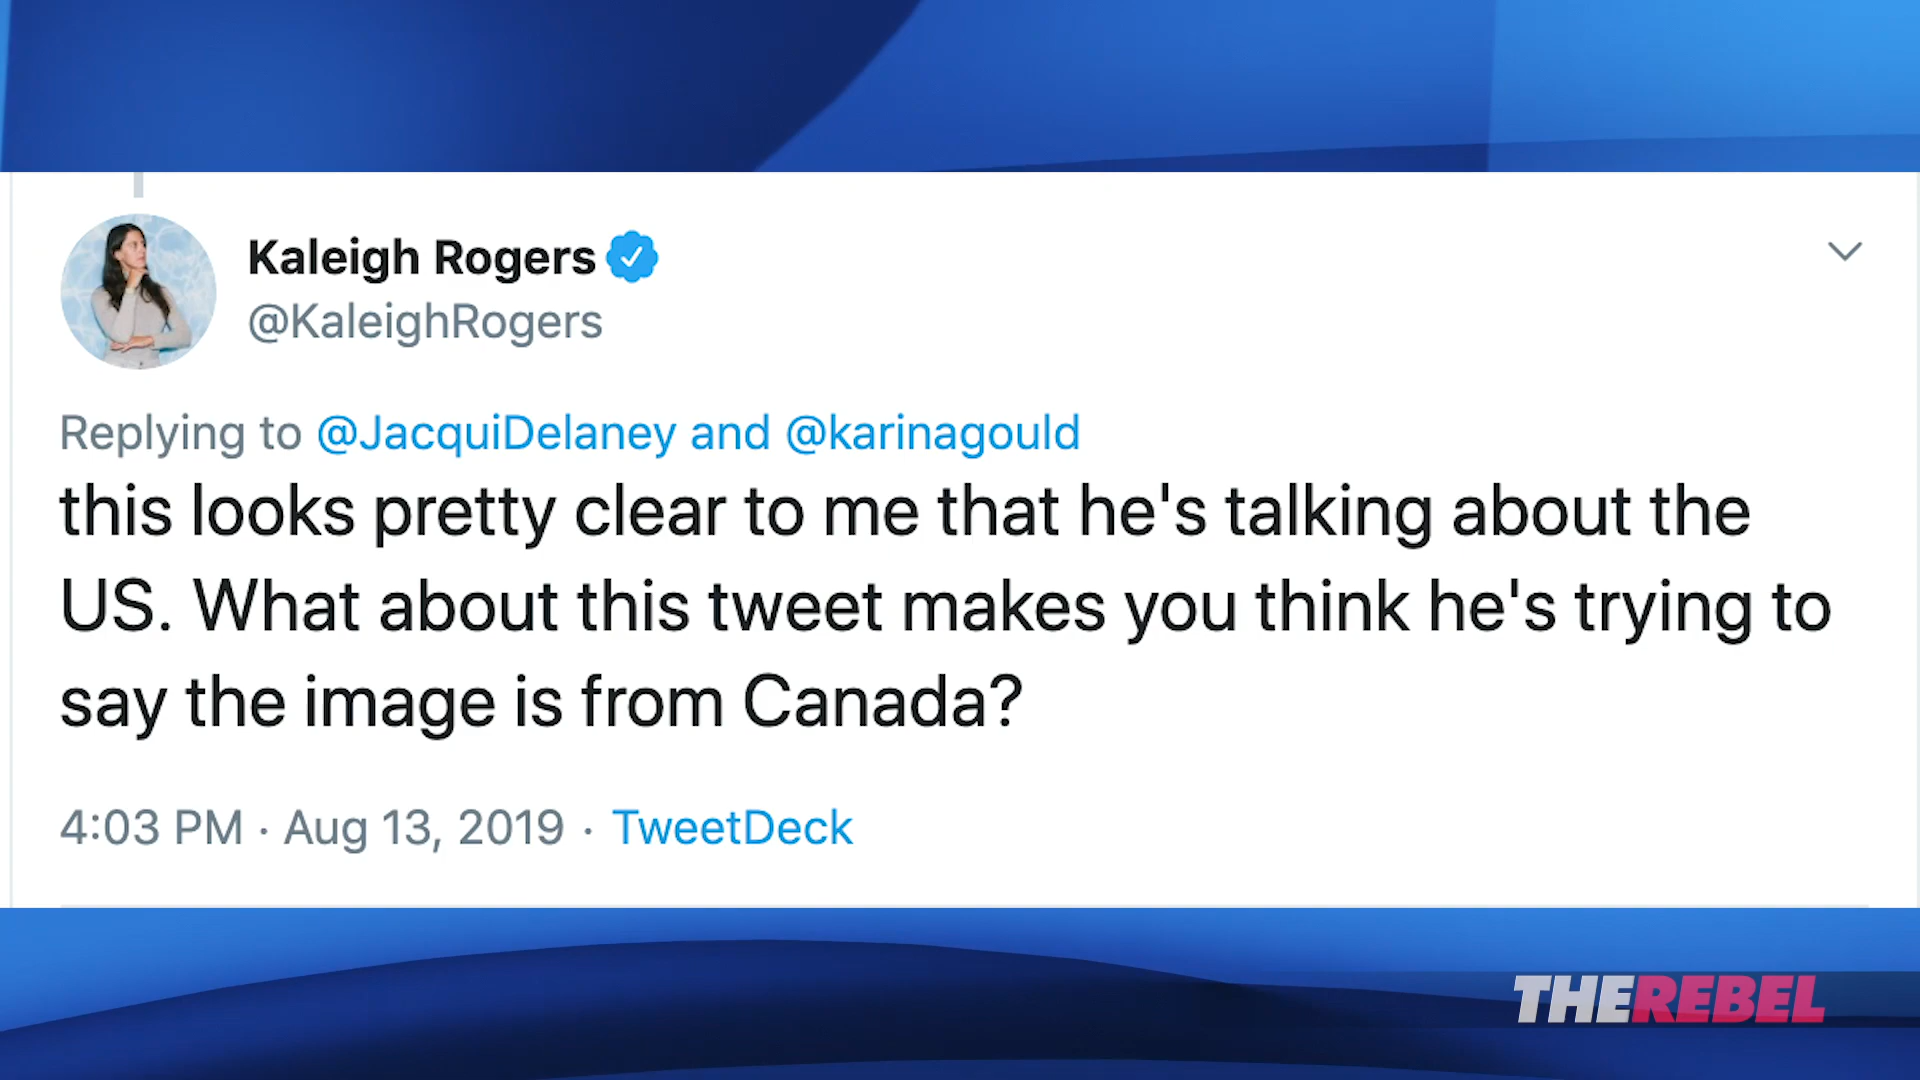 Kaleigh Rogers
@KaleighRogers
Replying to @JacquiDelaney and @karinagould
this looks pretty clear to me that he's talking about the
US. What about this tweet makes you think he's trying to
say the image is from Canada?
4:03 PM · Aug 13, 2019 · TweetDeck
THEREBEL